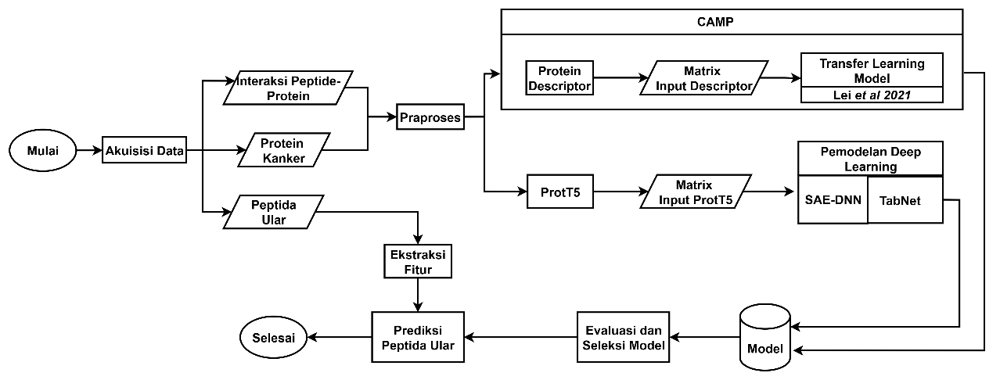 CAMP
Protein
Descriptor
Matrix
Input Descriptor
Transfer Learning
Model
Lei et al 2021
Interaksi Peptide-
Protein
Praproses
Mulai
Akuisisi Data
Protein
Kanker
Peptida
Ular
ProtT5
Matrix
Input ProtT5
Pemodelan Deep
Learning
SAE-DNN
TabNet
Ekstraksi
Fitur
Selesai
Prediksi
Peptida Ular
Evaluasi dan
Seleksi Model
Model